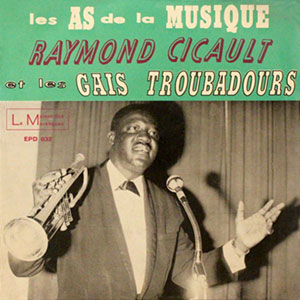 les AS de la MUSIQUE
RAYMOND CICAULT
et les GAIS TROUBADOURS
EPD 932